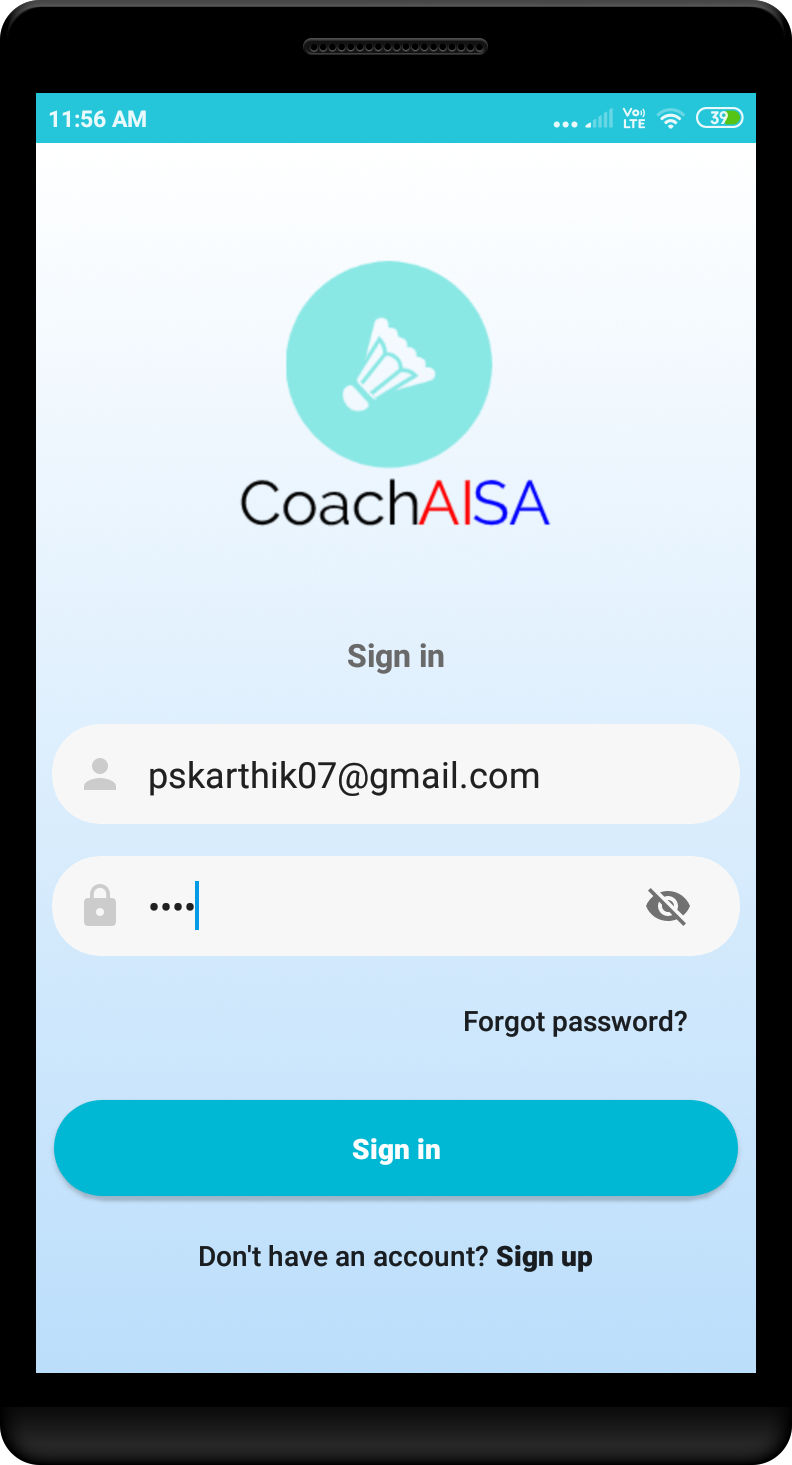 11:56 AM
Vo LTE
39
CoachAISA
Sign in
pskarthik07@gmail.com
••••
Forgot password?
Sign in
Don't have an account? Sign up